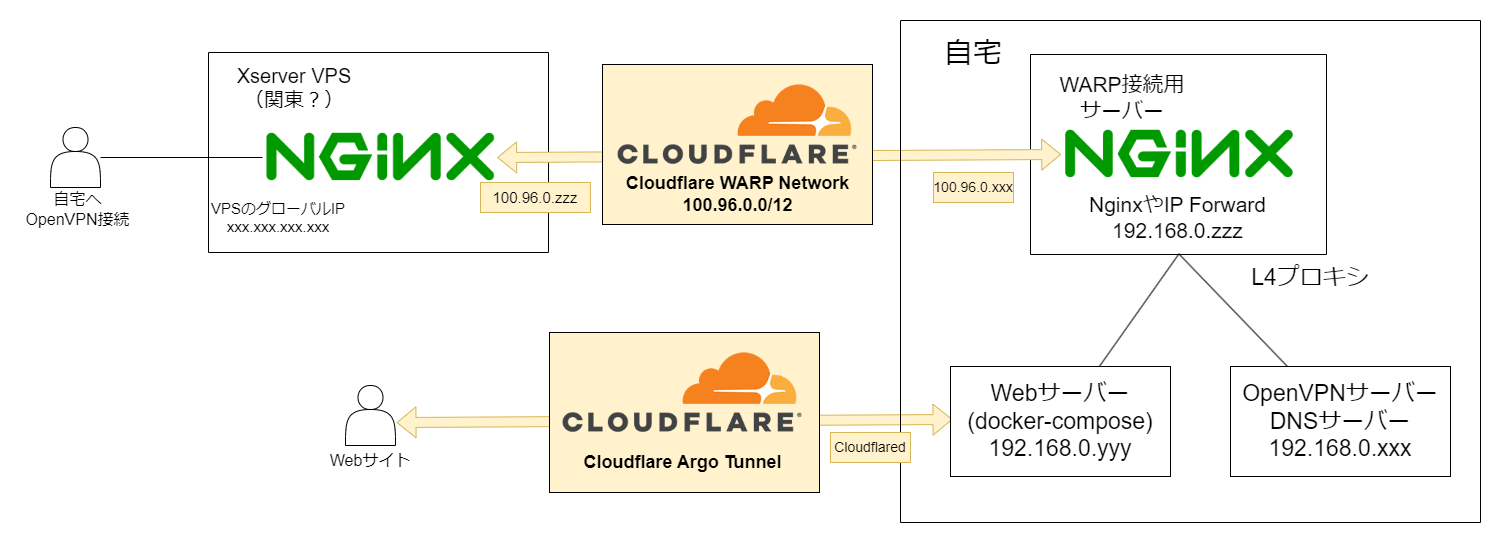 自宅へ
OpenVPN接続
Xserver VPS
（関東？）
NGiNX
VPSのグローバルIP
xxx.xxx.xxx.xxx
100.96.0.zzz
CLOUDFLARE
Cloudflare WARP Network
100.96.0.0/12
100.96.0.xxx
自宅
WARP接続用
サーバー
NGiNX
NginxやIP Forward
192.168.0.zzz
L4プロキシ
Webサイト
CLOUDFLARE
Cloudflare Argo Tunnel
Cloudflared
Webサーバー
(docker-compose)
192.168.0.yyy
OpenVPNサーバー
DNSサーバー
192.168.0.xxx